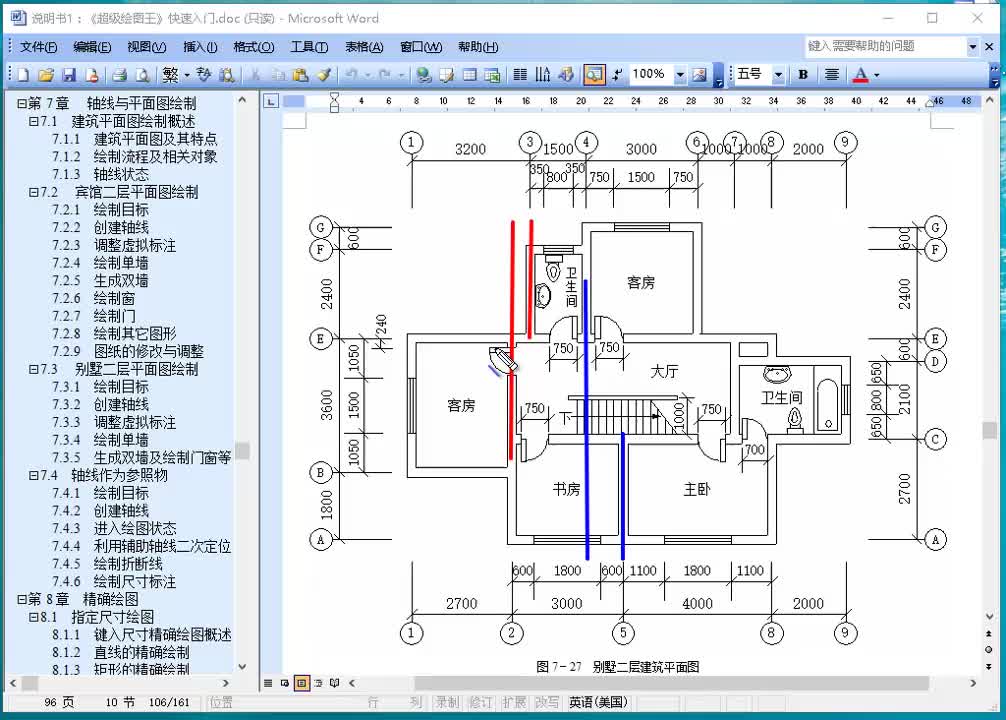 说明书1：《超级绘图王》快速入门.doc (只读) - Microsoft Word
文件(F) 编辑(E) 视图(V) 插入(I) 格式(O) 工具(T) 表格(A) 窗口(W) 帮助(H) 键入需要帮助的问题
繁 100% 五号 B A
4 6 8 10 12 14 16 18 20 22 24 26 28 30 32 34 36 38 40 42 44 46 48
第 7 章 轴线与平面图绘制
7.1 建筑平面图绘制概述
7.1.1 建筑平面图及其特点
7.1.2 绘制流程及相关对象
7.1.3 轴线状态
7.2 宾馆二层平面图绘制
7.2.1 绘制目标
7.2.2 创建轴线
7.2.3 调整虚拟标注
7.2.4 绘制单墙
7.2.5 生成双墙
7.2.6 绘制窗
7.2.7 绘制门
7.2.8 绘制其它图形
7.2.9 图纸的修改与调整
7.3 别墅二层平面图绘制
7.3.1 绘制目标
7.3.2 创建轴线
7.3.3 调整虚拟标注
7.3.4 绘制单墙
7.3.5 生成双墙及绘制门窗等
7.4 轴线作为参照物
7.4.1 绘制目标
7.4.2 创建轴线
7.4.3 进入绘图状态
7.4.4 利用辅助轴线二次定位
7.4.5 绘制折断线
7.4.6 绘制尺寸标注
第 8 章 精确绘图
8.1 指定尺寸绘图
8.1.1 键入尺寸精确绘图概述
8.1.2 直线的精确绘制
8.1.3 矩形的精确绘制
1 3 4 6 7 8 9
3200 1500 3000 1000 1000 2000
350 800 350 750 1500 750
G 600 600 G
F F
2400 2400
卫生间 客房
E 240 600 E
D
750 750
1050 大厅 650
3600 1500 客房 卫生间 800 2100
750 下 1000 750 650
1050 700 C
B
1800 书房 主卧 2700
A A
600 1800 600 1100 1800 1100
2700 3000 4000 2000
1 2 5 8 9
图 7-27 别墅二层建筑平面图
96 页 10 节 106/161 位置 行 列 录制 修订 扩展 改写 英语(美国)